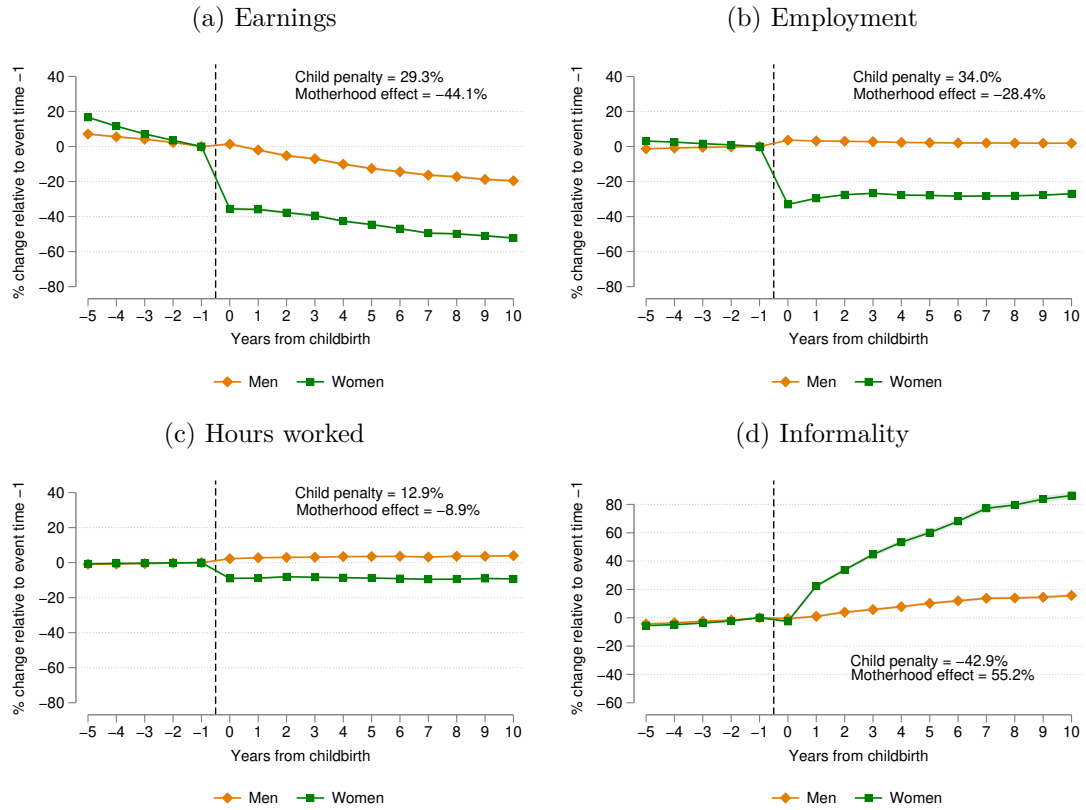 (a) Earnings
Child penalty = 29.3%
Motherhood effect = −44.1%
% change relative to event time −1
40
20
0
−20
−40
−60
−80
−5 −4 −3 −2 −1 0 1 2 3 4 5 6 7 8 9 10
Years from childbirth
Men Women
(b) Employment
Child penalty = 34.0%
Motherhood effect = −28.4%
% change relative to event time −1
40
20
0
−20
−40
−60
−80
−5 −4 −3 −2 −1 0 1 2 3 4 5 6 7 8 9 10
Years from childbirth
Men Women
(c) Hours worked
Child penalty = 12.9%
Motherhood effect = −8.9%
% change relative to event time −1
40
20
0
−20
−40
−60
−80
−5 −4 −3 −2 −1 0 1 2 3 4 5 6 7 8 9 10
Years from childbirth
Men Women
(d) Informality
% change relative to event time −1
80
60
40
20
0
−20
−40
−60
Child penalty = −42.9%
Motherhood effect = 55.2%
−5 −4 −3 −2 −1 0 1 2 3 4 5 6 7 8 9 10
Years from childbirth
Men Women